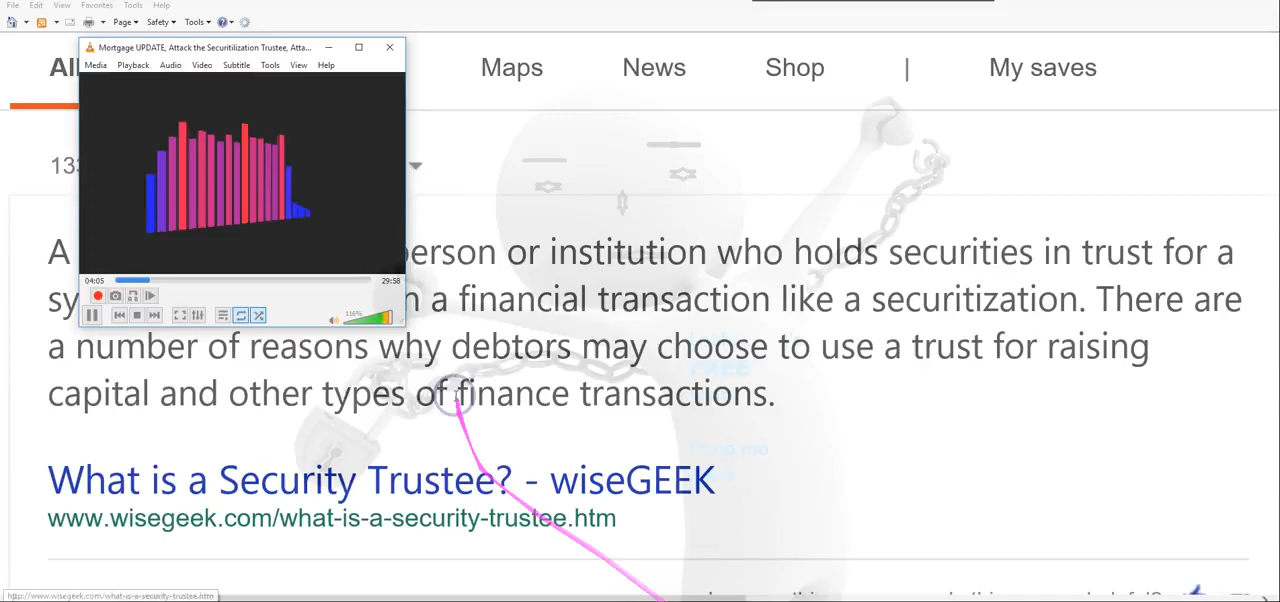 File Edit View Favorites Tools Help
Page Safety Tools
Mortgage UPDATE, Attack the Securitilization Trustee, Atta...
Media Playback Audio Video Subtitle Tools View Help
All Maps News Shop | My saves
04:05 29:58
116%
A person or institution who holds securities in trust for a
a financial transaction like a securitization. There are
a number of reasons why debtors may choose to use a trust for raising
capital and other types of finance transactions.
What is a Security Trustee? - wiseGEEK
www.wisegeek.com/what-is-a-security-trustee.htm
http://www.wisegeek.com/what-is-a-security-trustee.htm